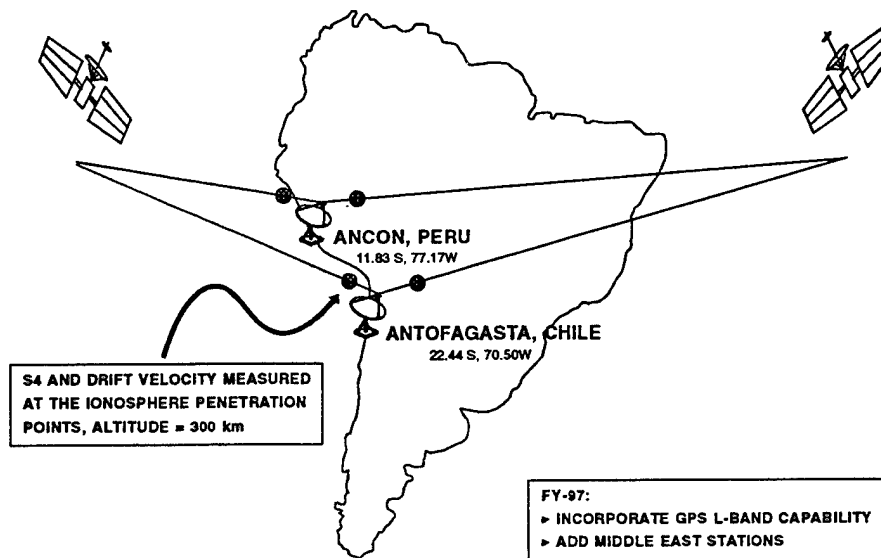 ANCON, PERU
11.83 S, 77.17W
ANTOFAGASTA, CHILE
22.44 S, 70.50W
S4 AND DRIFT VELOCITY MEASURED
AT THE IONOSPHERE PENETRATION
POINTS, ALTITUDE = 300 km
FY-97:
▸ INCORPORATE GPS L-BAND CAPABILITY
▸ ADD MIDDLE EAST STATIONS